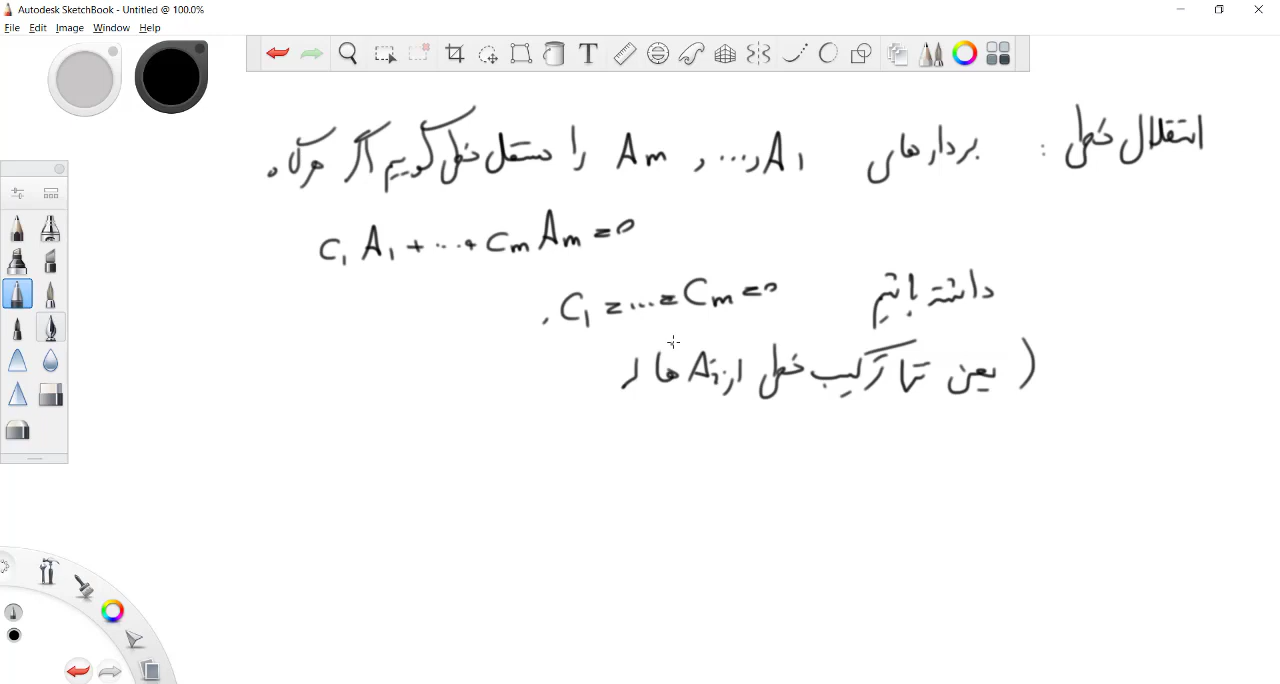 Autodesk SketchBook - Untitled @ 100.0%
File Edit Image Window Help
T
استقلال خطی : بردارهای A1 , ... , Am را مستقل خطی گوییم اگر هرگاه
C1 A1 + ... + Cm Am = 0
داشته باشیم C1 = ... = Cm = 0 .
( یعنی تنها ترکیب خطی از Ai ها